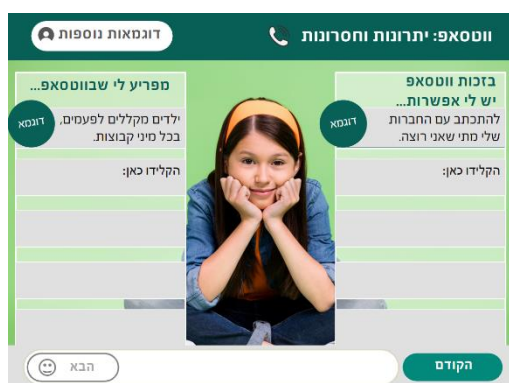 ווטסאפ: יתרונות וחסרונות
דוגמאות נוספות
בזכות ווטסאפ
יש לי אפשרות...
דוגמא
להתכתב עם החברות
שלי מתי שאני רוצה.
הקלידו כאן:
מפריע לי שבווטסאפ...
דוגמא
ילדים מקללים לפעמים,
בכל מיני קבוצות.
הקלידו כאן:
הקודם
הבא